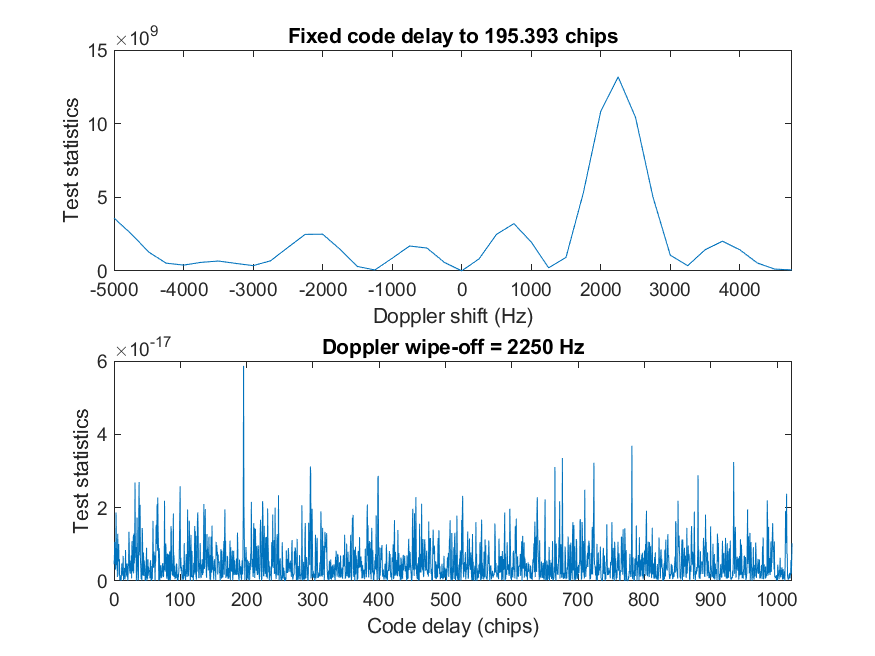 ×10^9
Fixed code delay to 195.393 chips
15
10
5
0
Test statistics
-5000 -4000 -3000 -2000 -1000 0 1000 2000 3000 4000
Doppler shift (Hz)
×10^-17
Doppler wipe-off = 2250 Hz
6
4
2
0
Test statistics
0 100 200 300 400 500 600 700 800 900 1000
Code delay (chips)